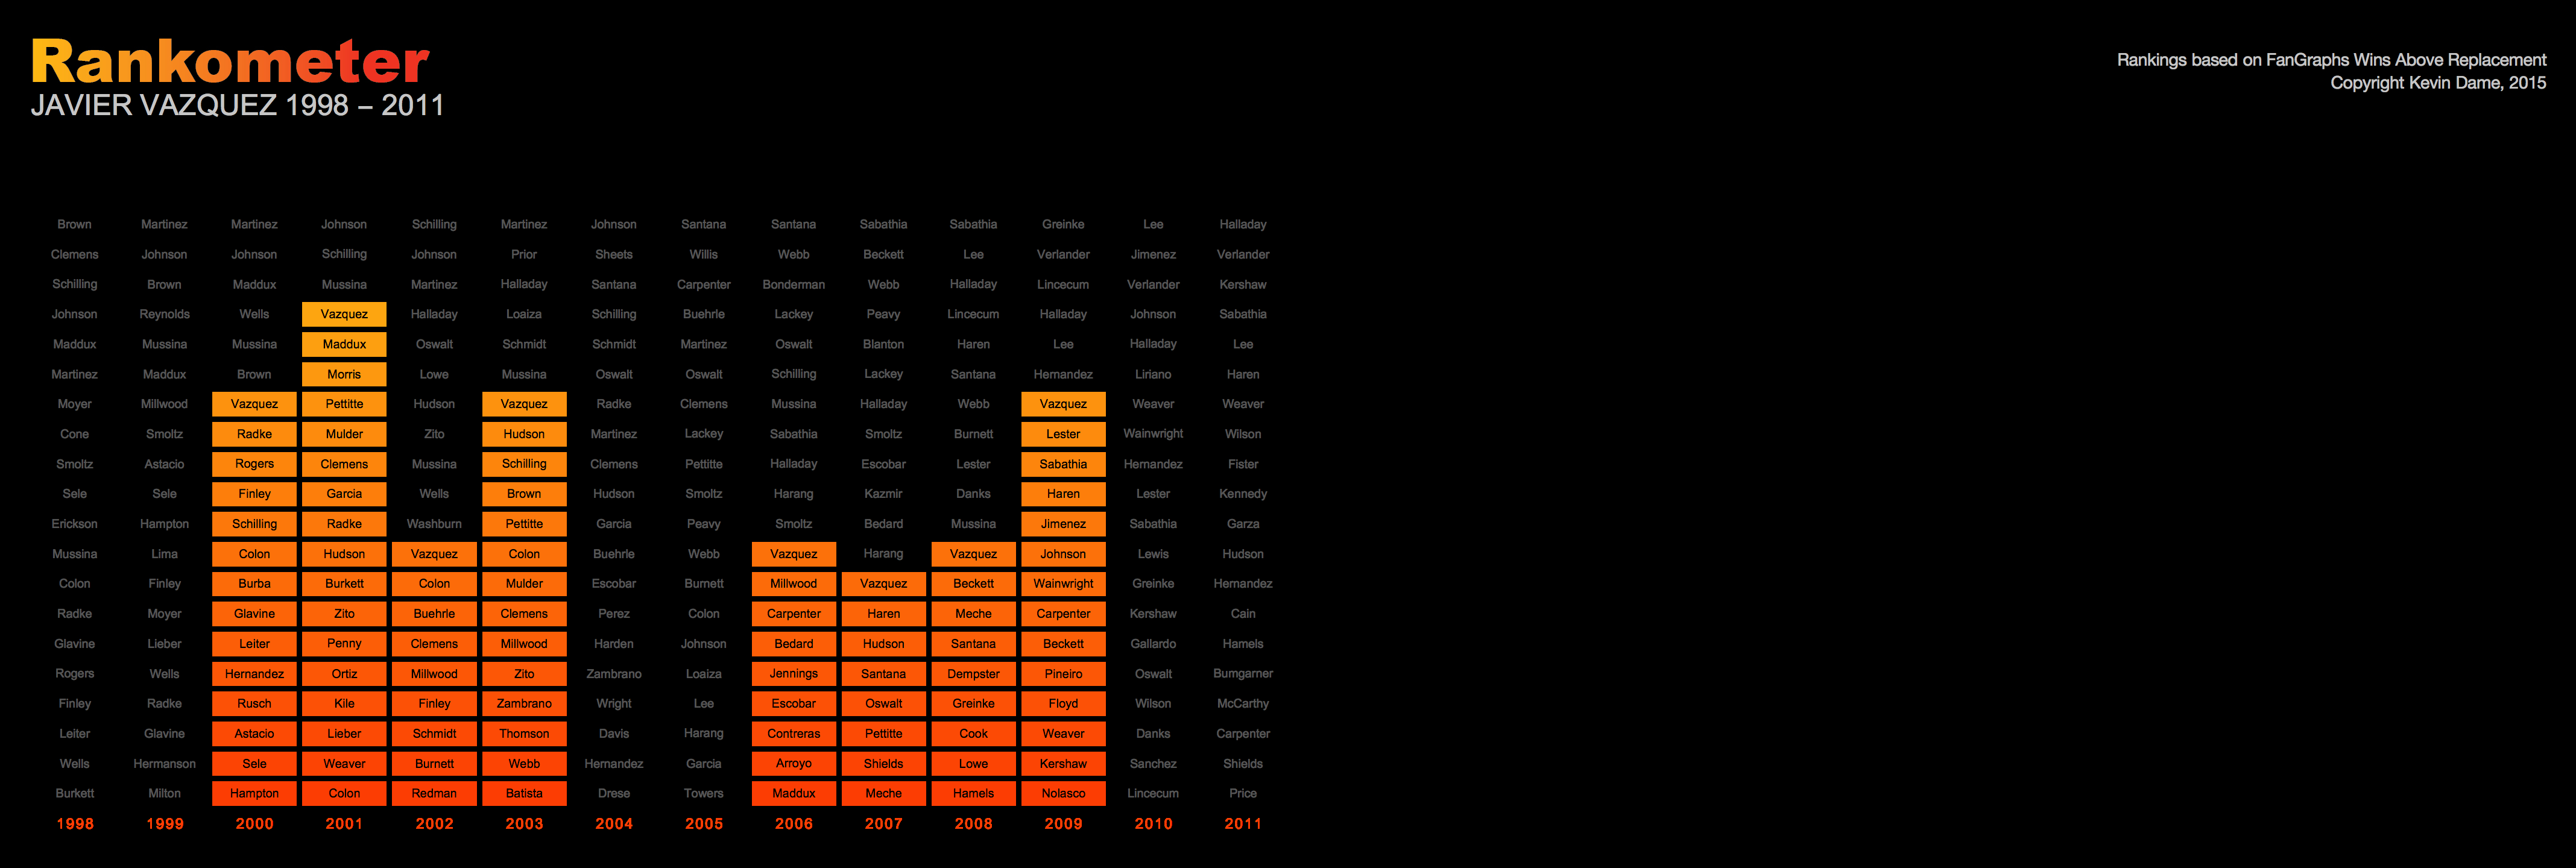 Rankometer
JAVIER VAZQUEZ 1998 – 2011
Rankings based on FanGraphs Wins Above Replacement
Copyright Kevin Dame, 2015
Brown Martinez Martinez Johnson Schilling Martinez Johnson Santana Santana Sabathia Sabathia Greinke Lee Halladay
Clemens Johnson Johnson Schilling Johnson Prior Sheets Willis Webb Beckett Lee Verlander Jimenez Verlander
Schilling Brown Maddux Mussina Martinez Halladay Santana Carpenter Bonderman Webb Halladay Lincecum Verlander Kershaw
Johnson Reynolds Wells Vazquez Halladay Loaiza Schilling Buehrle Lackey Peavy Lincecum Halladay Johnson Sabathia
Maddux Mussina Mussina Maddux Oswalt Schmidt Schmidt Martinez Oswalt Blanton Haren Lee Halladay Lee
Martinez Maddux Brown Morris Lowe Mussina Oswalt Oswalt Schilling Lackey Santana Hernandez Liriano Haren
Moyer Millwood Vazquez Pettitte Hudson Vazquez Radke Clemens Mussina Halladay Webb Vazquez Weaver Weaver
Cone Smoltz Radke Mulder Zito Hudson Martinez Lackey Sabathia Smoltz Burnett Lester Wainwright Wilson
Smoltz Astacio Rogers Clemens Mussina Schilling Clemens Pettitte Halladay Escobar Lester Sabathia Hernandez Fister
Sele Sele Finley Garcia Wells Brown Hudson Smoltz Harang Kazmir Danks Haren Lester Kennedy
Erickson Hampton Schilling Radke Washburn Pettitte Garcia Peavy Smoltz Bedard Mussina Jimenez Sabathia Garza
Mussina Lima Colon Hudson Vazquez Colon Buehrle Webb Vazquez Harang Vazquez Johnson Lewis Hudson
Colon Finley Burba Burkett Colon Mulder Escobar Burnett Millwood Vazquez Beckett Wainwright Greinke Hernandez
Radke Moyer Glavine Zito Buehrle Clemens Perez Colon Carpenter Haren Meche Carpenter Kershaw Cain
Glavine Lieber Leiter Penny Clemens Millwood Harden Johnson Bedard Hudson Santana Beckett Gallardo Hamels
Rogers Wells Hernandez Ortiz Millwood Zito Zambrano Loaiza Jennings Santana Dempster Pineiro Oswalt Bumgarner
Finley Radke Rusch Kile Finley Zambrano Wright Lee Escobar Oswalt Greinke Floyd Wilson McCarthy
Leiter Glavine Astacio Lieber Schmidt Thomson Davis Harang Contreras Pettitte Cook Weaver Danks Carpenter
Wells Hermanson Sele Weaver Burnett Webb Hernandez Garcia Arroyo Shields Lowe Kershaw Sanchez Shields
Burkett Milton Hampton Colon Redman Batista Drese Towers Maddux Meche Hamels Nolasco Lincecum Price
1998 1999 2000 2001 2002 2003 2004 2005 2006 2007 2008 2009 2010 2011